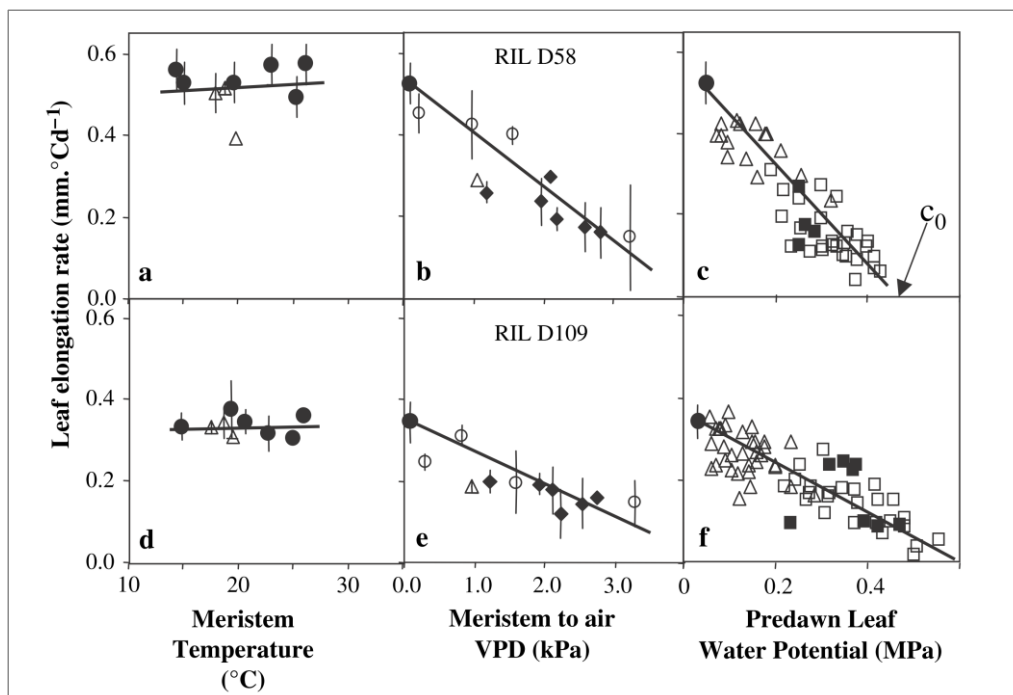 Leaf elongation rate (mm.°Cd⁻¹)
0.6
0.4
0.2
0.0
a
RIL D58
b
c
c₀
0.6
0.4
0.2
0.0
d
10
20
30
Meristem
Temperature
(°C)
RIL D109
e
0
1.0
2.0
3.0
Meristem to air
VPD (kPa)
f
0
0.2
0.4
Predawn Leaf
Water Potential (MPa)